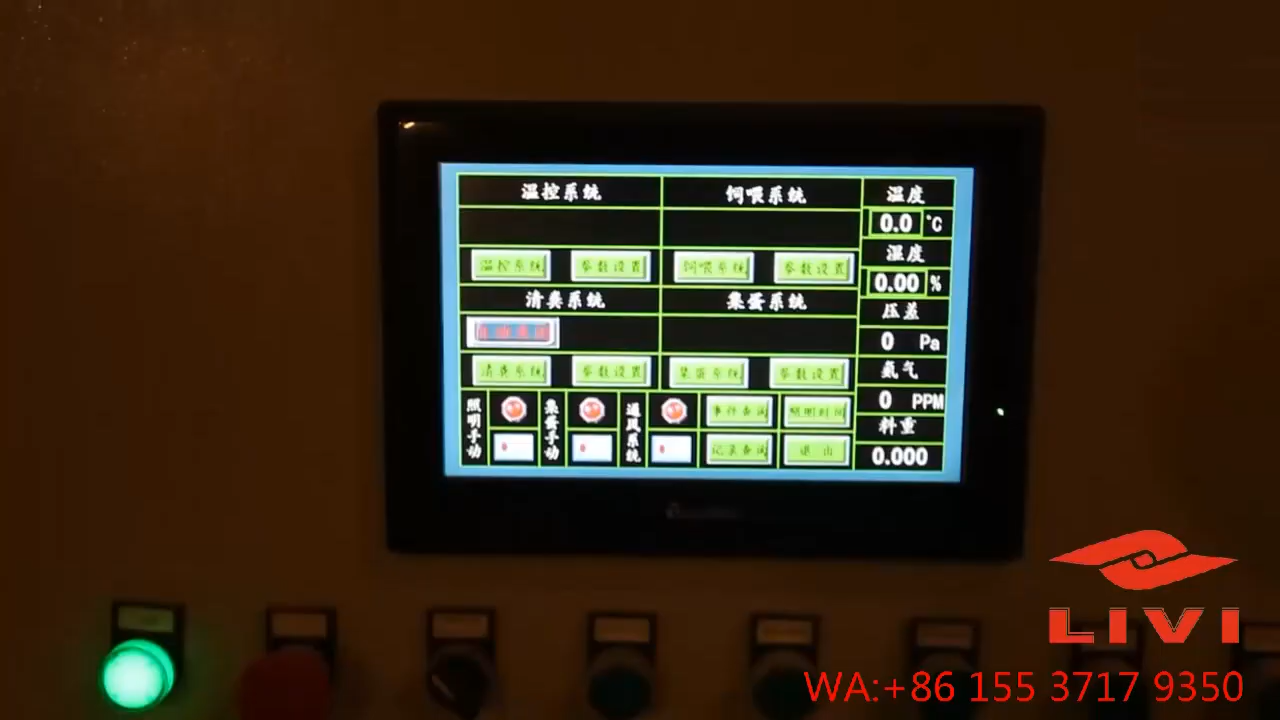 温控系统 饲喂系统 温度
0.0 °C
湿度
温控系统 参数设置 饲喂系统 参数设置
0.00 %
清粪系统 集蛋系统
压差
0 Pa
清粪系统 参数设置 集蛋系统 参数设置
氨气
照明手动 集蛋手动 通风系统
事件查询 照明时间
0 PPM
料重
记录查询 退出
0.000
LIVI
WA:+86 155 3717 9350